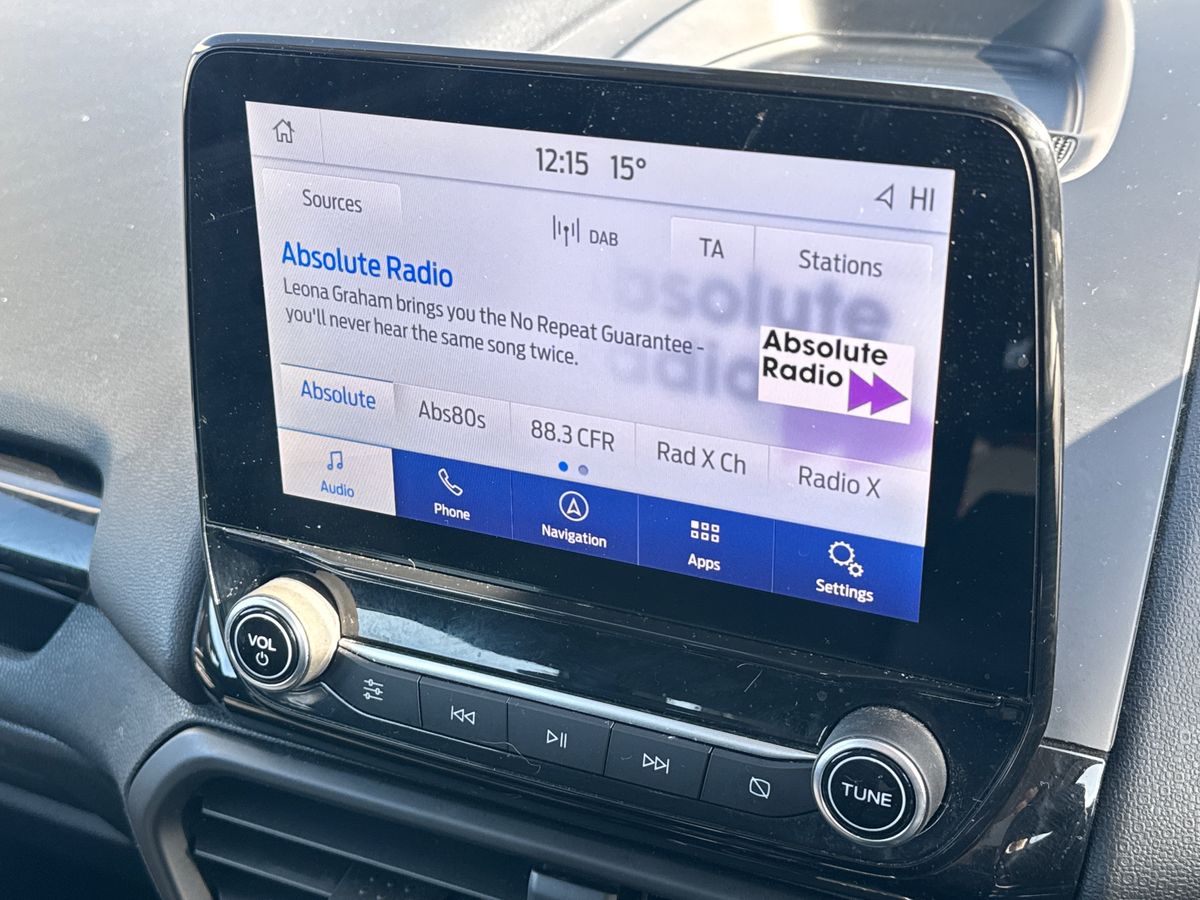 12:15 15°
HI
Sources
DAB
TA
Stations
Absolute Radio
Leona Graham brings you the No Repeat Guarantee -
you'll never hear the same song twice.
absolute
adio
Absolute
Radio
Absolute
Abs80s
88.3 CFR
Rad X Ch
Radio X
Audio
Phone
Navigation
Apps
Settings
VOL
TUNE